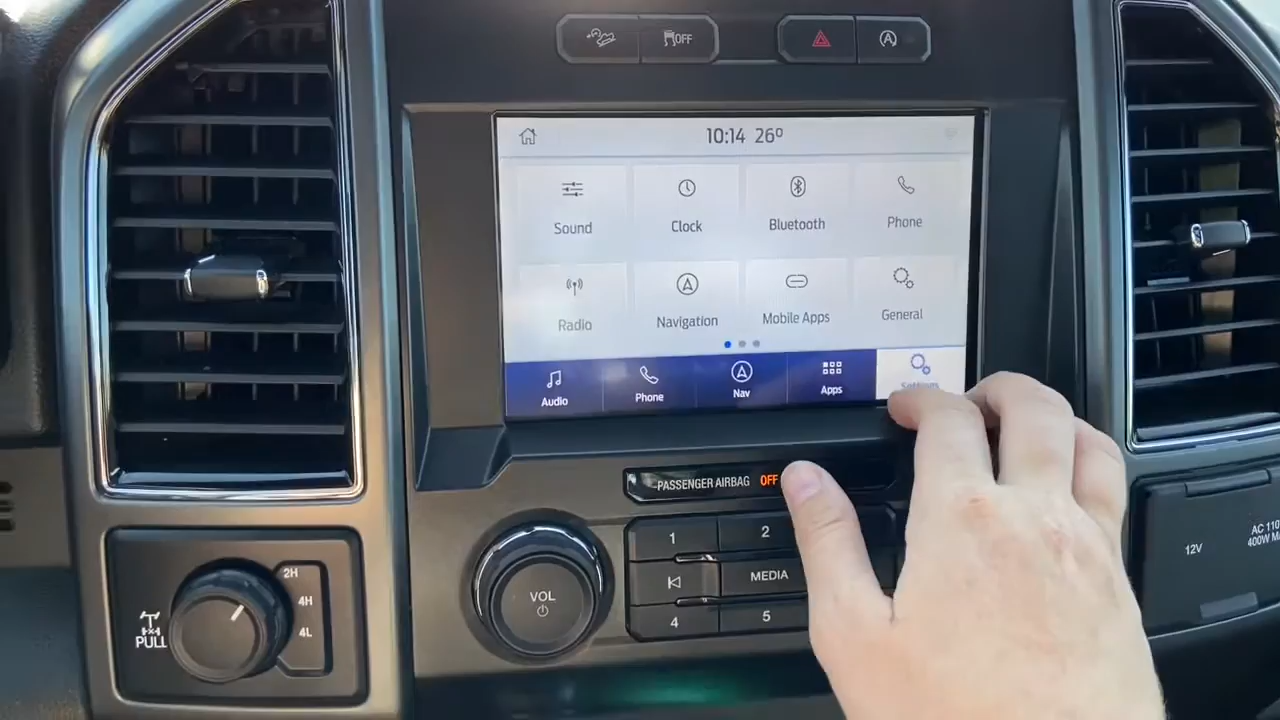 OFF
10:14 26°
Sound
Clock
Bluetooth
Phone
Radio
Navigation
Mobile Apps
General
Audio
Phone
Nav
Apps
Settings
PASSENGER AIRBAG OFF
1
2
MEDIA
4
5
VOL
2H
4H
4L
PULL
12V
AC 110
400W